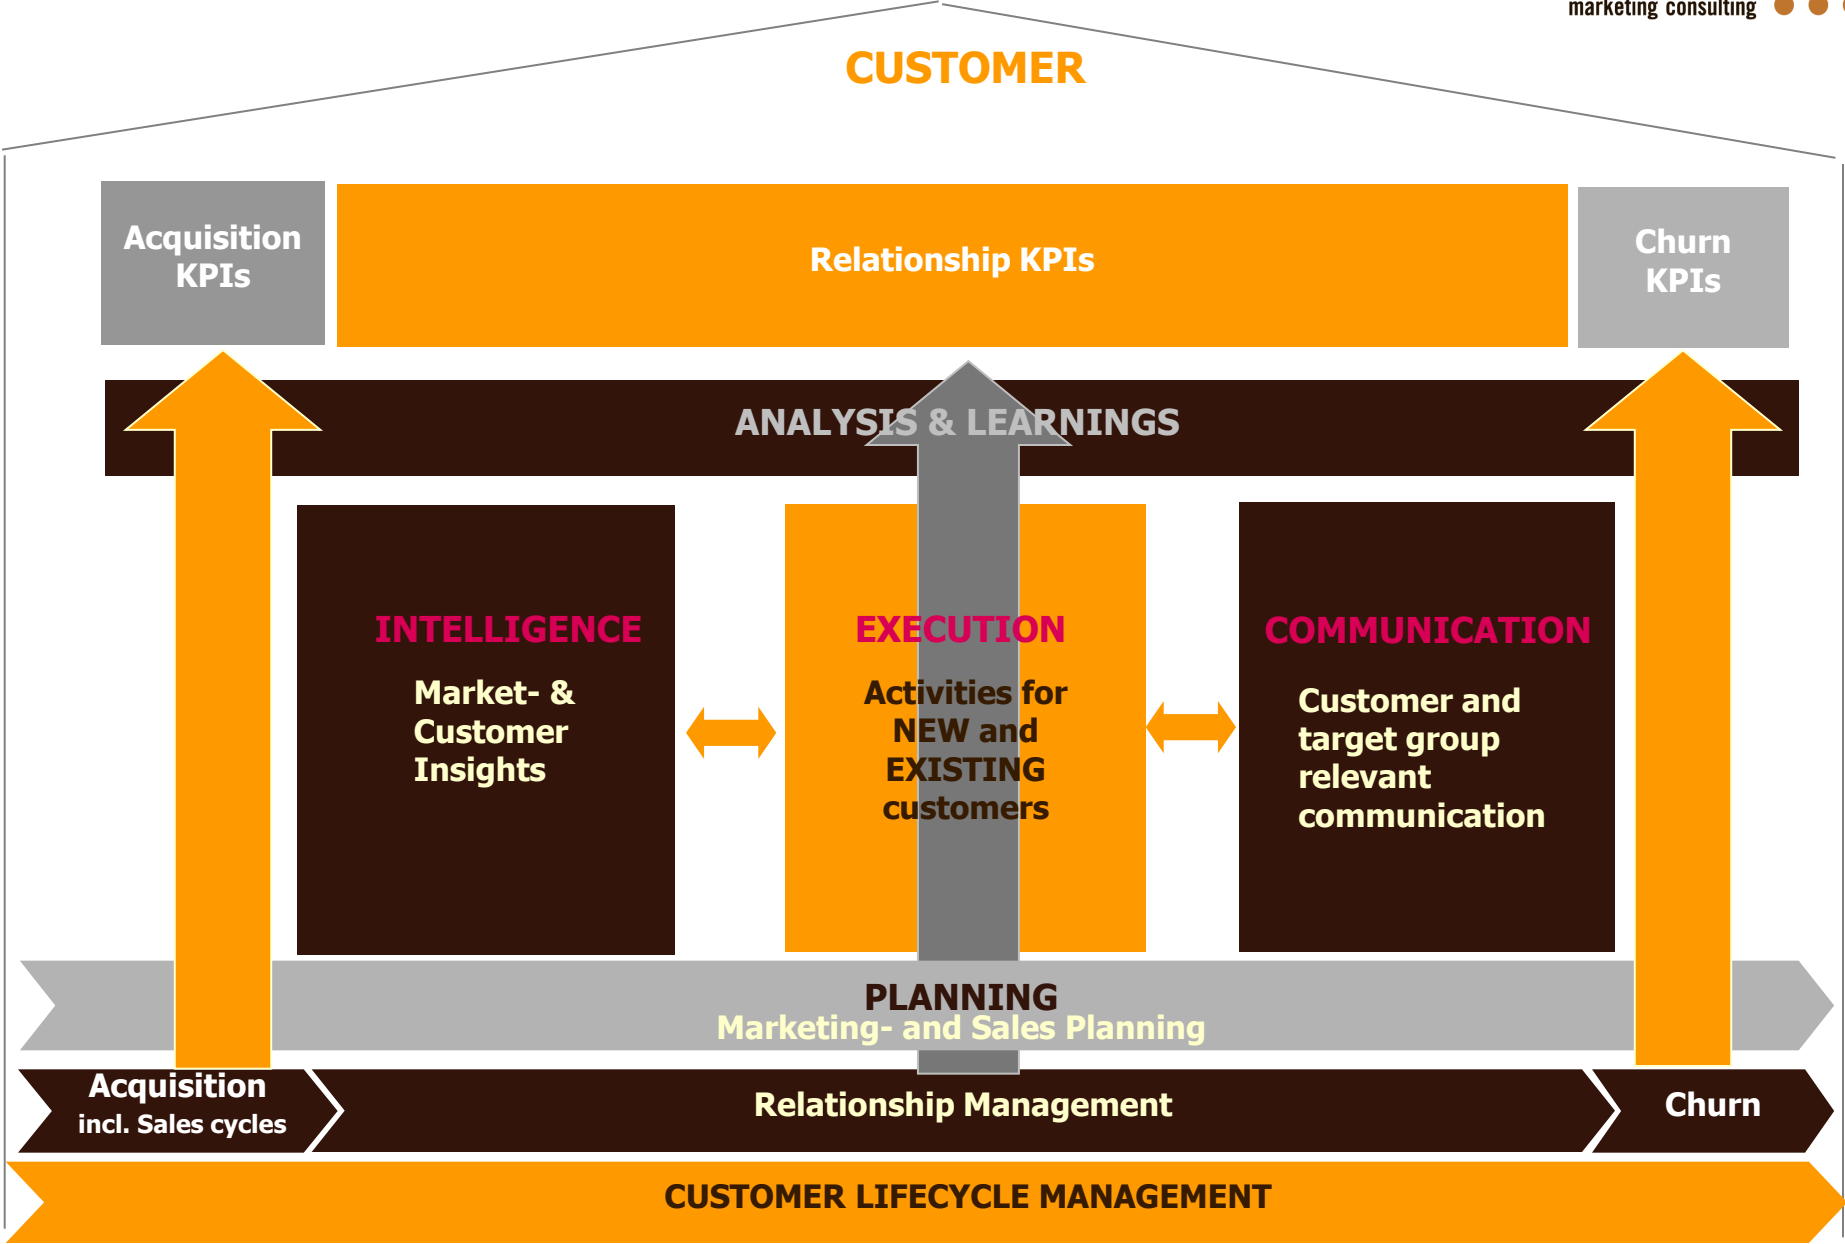 marketing consulting
CUSTOMER
Acquisition
KPIs
Relationship KPIs
Churn
KPIs
ANALYSIS & LEARNINGS
INTELLIGENCE
Market- &
Customer
Insights
EXECUTION
Activities for
NEW and
EXISTING
customers
COMMUNICATION
Customer and
target group
relevant
communication
PLANNING
Marketing- and Sales Planning
Acquisition
incl. Sales cycles
Relationship Management
Churn
CUSTOMER LIFECYCLE MANAGEMENT